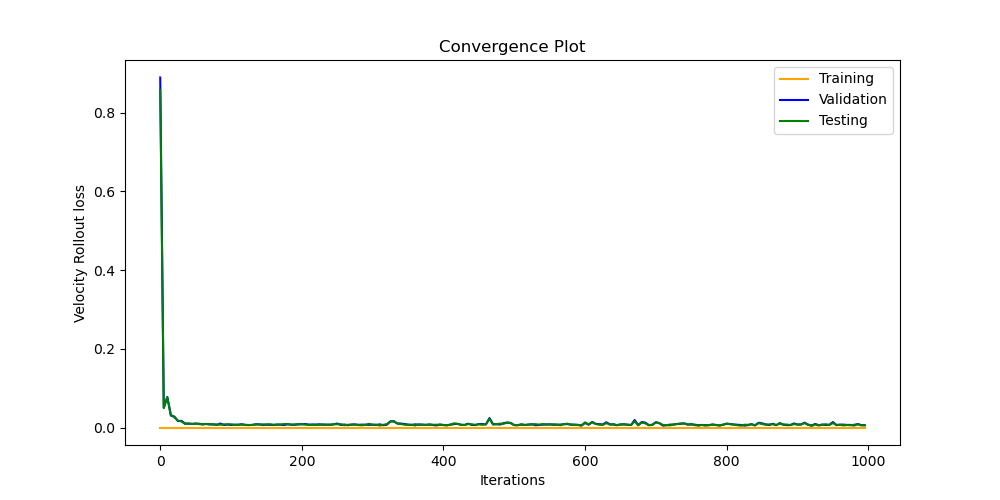 Convergence Plot
Training
Validation
Testing
Velocity Rollout loss
0.8
0.6
0.4
0.2
0.0
0
200
400
600
800
1000
Iterations